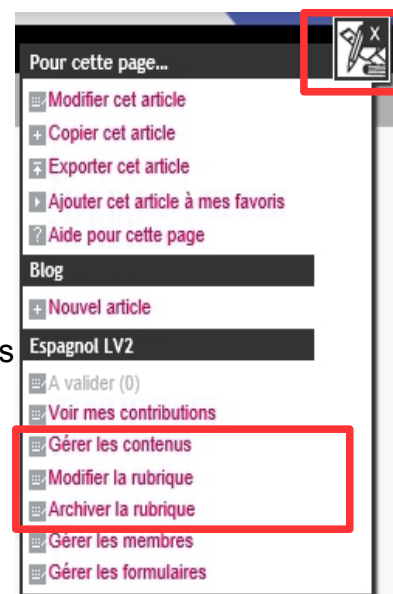 X
Pour cette page...
Modifier cet article
+ Copier cet article
Exporter cet article
Ajouter cet article à mes favoris
? Aide pour cette page
Blog
+ Nouvel article
s Espagnol LV2
A valider (0)
Voir mes contributions
Gérer les contenus
Modifier la rubrique
Archiver la rubrique
Gérer les membres
Gérer les formulaires